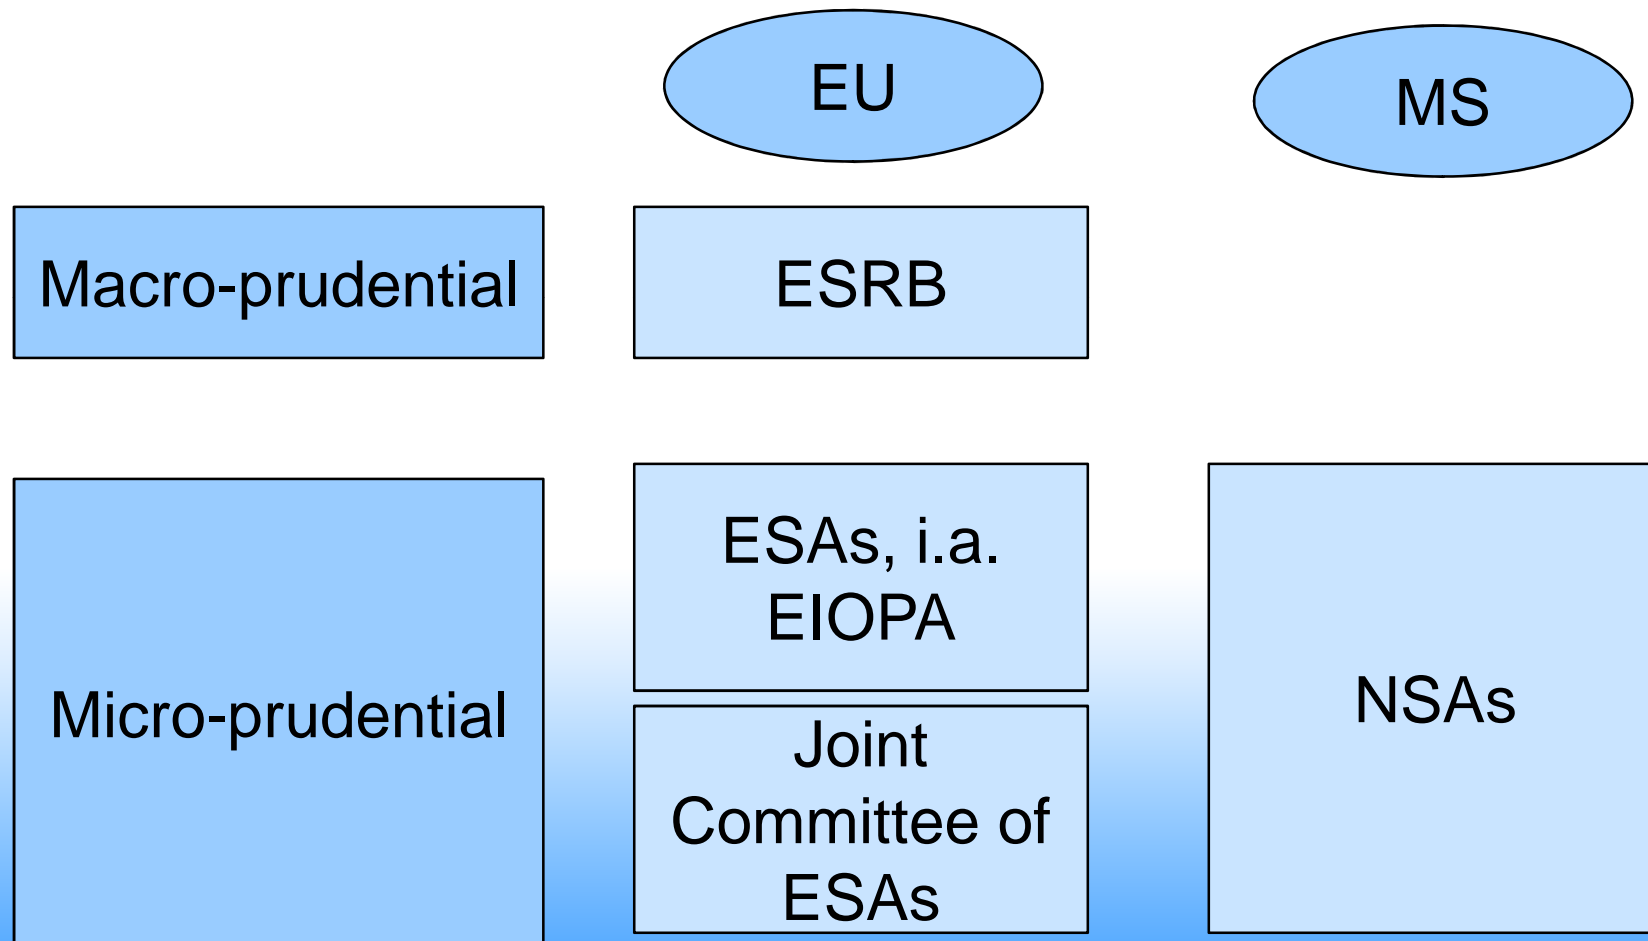 EU
MS
Macro-prudential
ESRB
Micro-prudential
ESAs, i.a.
EIOPA
Joint
Committee of
ESAs
NSAs